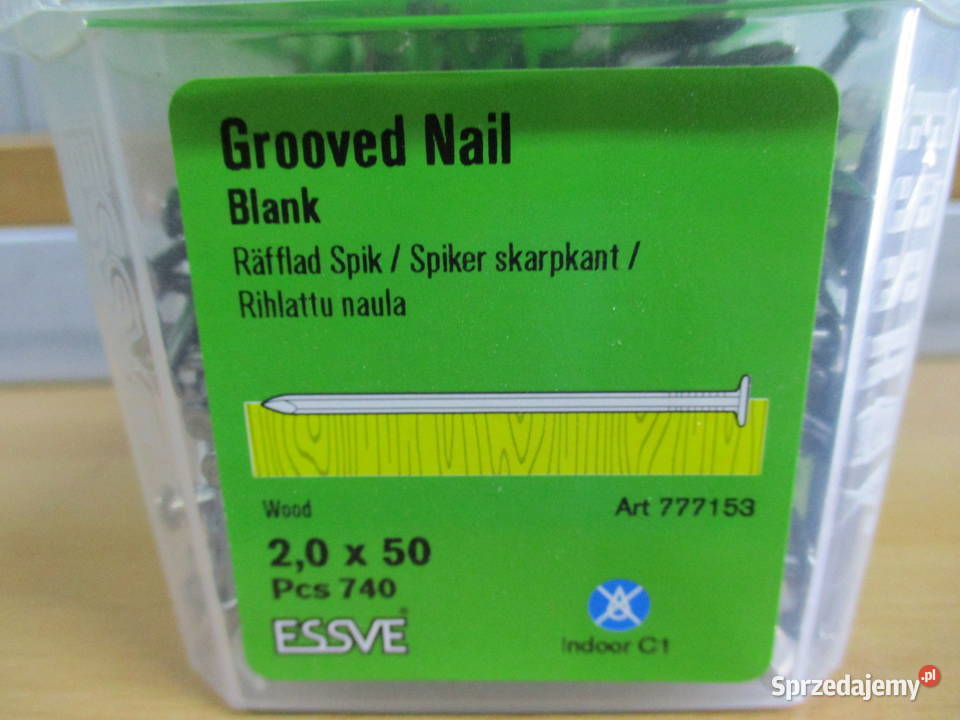 Grooved Nail
Blank
Räfflad Spik / Spiker skarpkant /
Rihlattu naula
Wood
Art 777153
2,0 x 50
Pcs 740
ESSVE®
Indoor C1
Sprzedajemy.pl